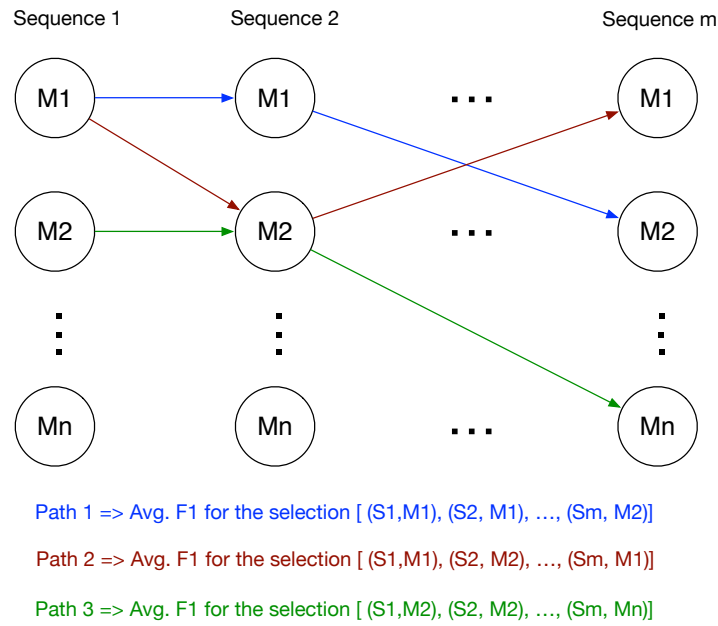 Sequence 1 Sequence 2 Sequence m
M1 M1 ... M1
M2 M2 ... M2
Mn Mn ... Mn
Path 1 => Avg. F1 for the selection [ (S1,M1), (S2, M1), …, (Sm, M2)]
Path 2 => Avg. F1 for the selection [ (S1,M1), (S2, M2), …, (Sm, M1)]
Path 3 => Avg. F1 for the selection [ (S1,M2), (S2, M2), …, (Sm, Mn)]